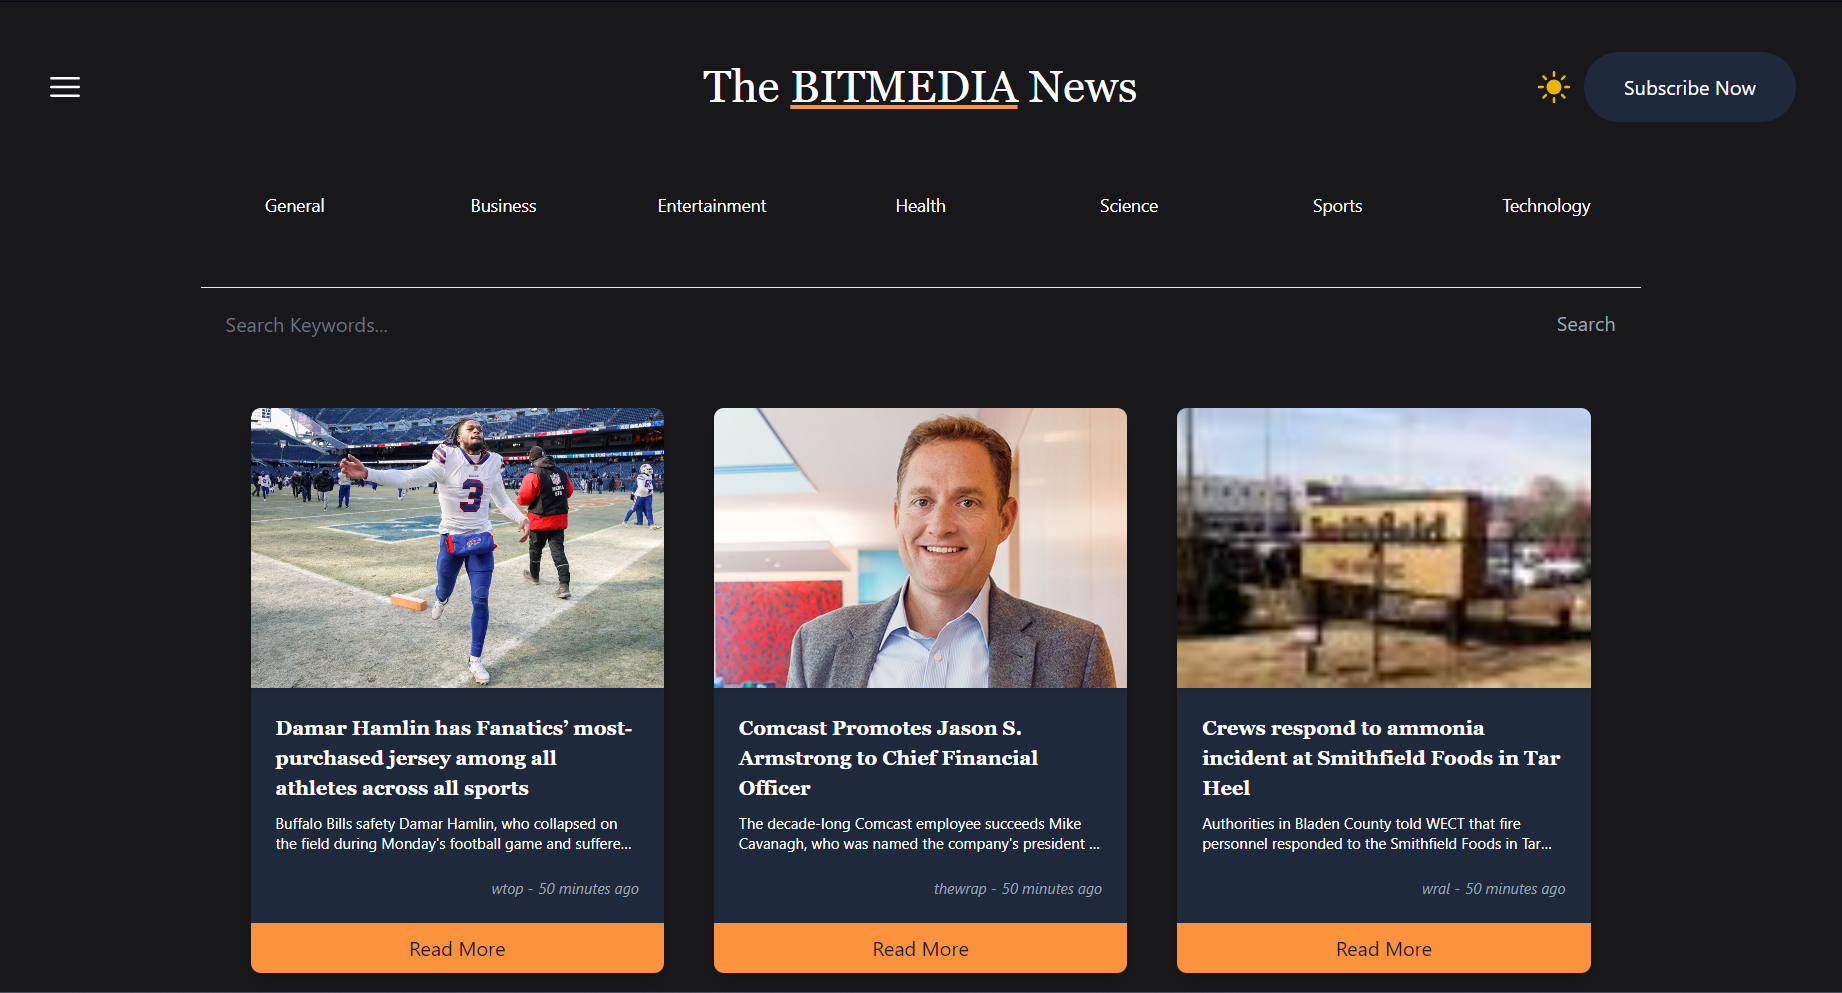 The BITMEDIA News
Subscribe Now
General
Business
Entertainment
Health
Science
Sports
Technology
Search Keywords...
Search
3
Smithfield
Damar Hamlin has Fanatics’ most-
purchased jersey among all
athletes across all sports
Buffalo Bills safety Damar Hamlin, who collapsed on
the field during Monday's football game and suffere...
wtop - 50 minutes ago
Read More
Comcast Promotes Jason S.
Armstrong to Chief Financial
Officer
The decade-long Comcast employee succeeds Mike
Cavanagh, who was named the company's president ...
thewrap - 50 minutes ago
Read More
Crews respond to ammonia
incident at Smithfield Foods in Tar
Heel
Authorities in Bladen County told WECT that fire
personnel responded to the Smithfield Foods in Tar...
wral - 50 minutes ago
Read More